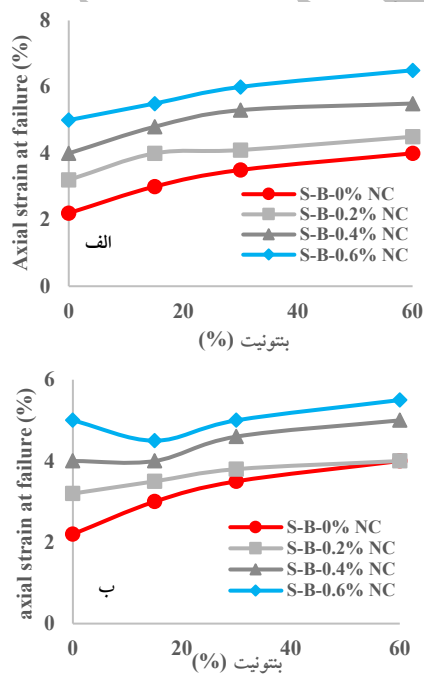 8
6
4
2
0
Axial strain at failure (%)
S-B-0% NC
S-B-0.2% NC
S-B-0.4% NC
S-B-0.6% NC
الف
0 20 40 60
بنتونیت (%)
6
4
2
0
axial strain at failure (%)
S-B-0% NC
S-B-0.2% NC
S-B-0.4% NC
S-B-0.6% NC
ب
0 20 40 60
بنتونیت (%)